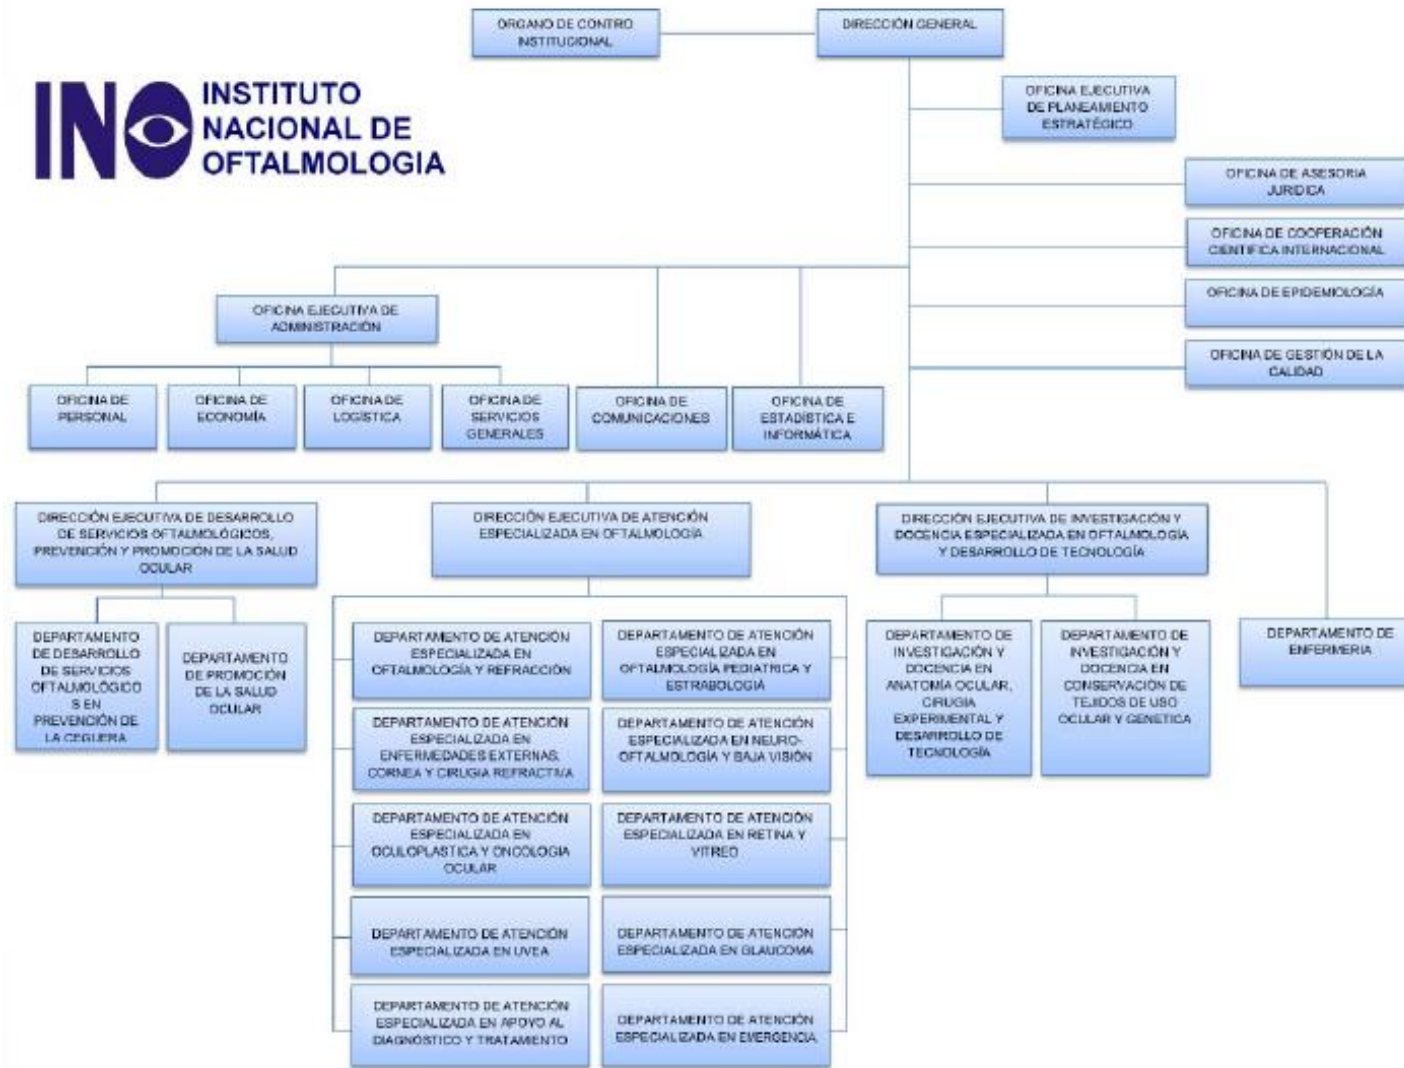 ORGANO DE CONTRO
INSTITUCIONAL
DIRECCIÓN GENERAL
INO
INSTITUTO
NACIONAL DE
OFTALMOLOGIA
OFICINA EJECUTIVA
DE PLANEAMIENTO
ESTRATÉGICO
OFICINA DE ASESORIA
JURIDICA
OFICINA DE COOPERACIÓN
CIENTIFICA INTERNACIONAL
OFICINA DE EPIDEMIOLOGÍA
OFICINA DE GESTIÓN DE LA
CALIDAD
OFICINA EJECUTIVA DE
ADMINISTRACIÓN
OFICINA DE
PERSONAL
OFICINA DE
ECONOMÍA
OFICINA DE
LOGÍSTICA
OFICINA DE
SERVICIOS
GENERALES
OFICINA DE
COMUNICACIONES
OFICINA DE
ESTADÍSTICA E
INFORMÁTICA
DIRECCIÓN EJECUTIVA DE DESARROLLO
DE SERVICIOS OFTALMOLÓGICOS,
PREVENCIÓN Y PROMOCIÓN DE LA SALUD
OCULAR
DIRECCIÓN EJECUTIVA DE ATENCIÓN
ESPECIALIZADA EN OFTALMOLOGÍA
DIRECCIÓN EJECUTIVA DE INVESTIGACIÓN Y
DOCENCIA ESPECIALIZADA EN OFTALMOLOGÍA
Y DESARROLLO DE TECNOLOGÍA
DEPARTAMENTO
DE DESARROLLO
DE SERVICIOS
OFTALMOLÓGICO
S EN
PREVENCIÓN DE
LA CEGUERA
DEPARTAMENTO
DE PROMOCIÓN
DE LA SALUD
OCULAR
DEPARTAMENTO DE ATENCIÓN
ESPECIALIZADA EN
OFTALMOLOGÍA Y REFRACCIÓN
DEPARTAMENTO DE ATENCIÓN
ESPECIALIZADA EN
OFTALMOLOGÍA PEDIATRICA Y
ESTRABOLOGIA
DEPARTAMENTO DE ATENCIÓN
ESPECIALIZADA EN
ENFERMEDADES EXTERNAS,
CORNEA Y CIRUGIA REFRACTIVA
DEPARTAMENTO DE ATENCIÓN
ESPECIALIZADA EN NEURO-
OFTALMOLOGÍA Y BAJA VISIÓN
DEPARTAMENTO DE ATENCIÓN
ESPECIALIZADA EN
OCULOPLASTICA Y ONCOLOGIA
OCULAR
DEPARTAMENTO DE ATENCIÓN
ESPECIALIZADA EN RETINA Y
VITREO
DEPARTAMENTO DE ATENCIÓN
ESPECIALIZADA EN UVEA
DEPARTAMENTO DE ATENCIÓN
ESPECIALIZADA EN GLAUCOMA
DEPARTAMENTO DE ATENCIÓN
ESPECIALIZADA EN APOYO AL
DIAGNÓSTICO Y TRATAMIENTO
DEPARTAMENTO DE ATENCIÓN
ESPECIALIZADA EN EMERGENCIA
DEPARTAMENTO DE
INVESTIGACIÓN Y
DOCENCIA EN
ANATOMÍA OCULAR,
CIRUGIA
EXPERIMENTAL Y
DESARROLLO DE
TECNOLOGÍA
DEPARTAMENTO DE
INVESTIGACIÓN Y
DOCENCIA EN
CONSERVACIÓN DE
TEJIDOS DE USO
OCULAR Y GENETICA
DEPARTAMENTO DE
ENFERMERIA